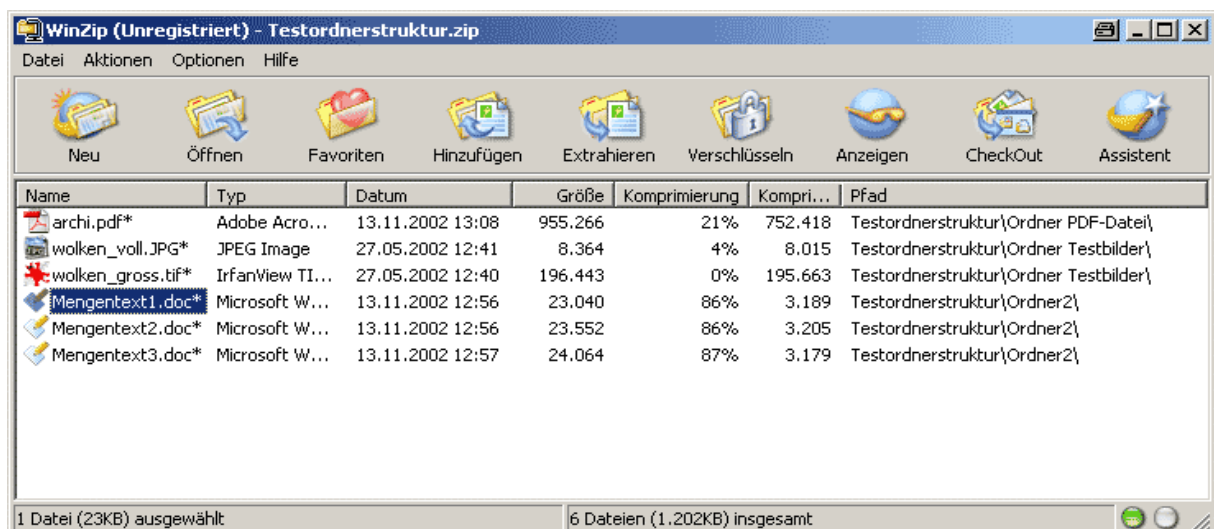 WinZip (Unregistriert) - Testordnerstruktur.zip
Datei Aktionen Optionen Hilfe
Neu Öffnen Favoriten Hinzufügen Extrahieren Verschlüsseln Anzeigen CheckOut Assistent
Name Typ Datum Größe Komprimierung Kompri... Pfad
archi.pdf* Adobe Acro... 13.11.2002 13:08 955.266 21% 752.418 Testordnerstruktur\Ordner PDF-Datei\
wolken_voll.JPG* JPEG Image 27.05.2002 12:41 8.364 4% 8.015 Testordnerstruktur\Ordner Testbilder\
wolken_gross.tif* IrfanView TI... 27.05.2002 12:40 196.443 0% 195.663 Testordnerstruktur\Ordner Testbilder\
Mengentext1.doc* Microsoft W... 13.11.2002 12:56 23.040 86% 3.189 Testordnerstruktur\Ordner2\
Mengentext2.doc* Microsoft W... 13.11.2002 12:56 23.552 86% 3.205 Testordnerstruktur\Ordner2\
Mengentext3.doc* Microsoft W... 13.11.2002 12:57 24.064 87% 3.179 Testordnerstruktur\Ordner2\
1 Datei (23KB) ausgewählt 6 Dateien (1.202KB) insgesamt